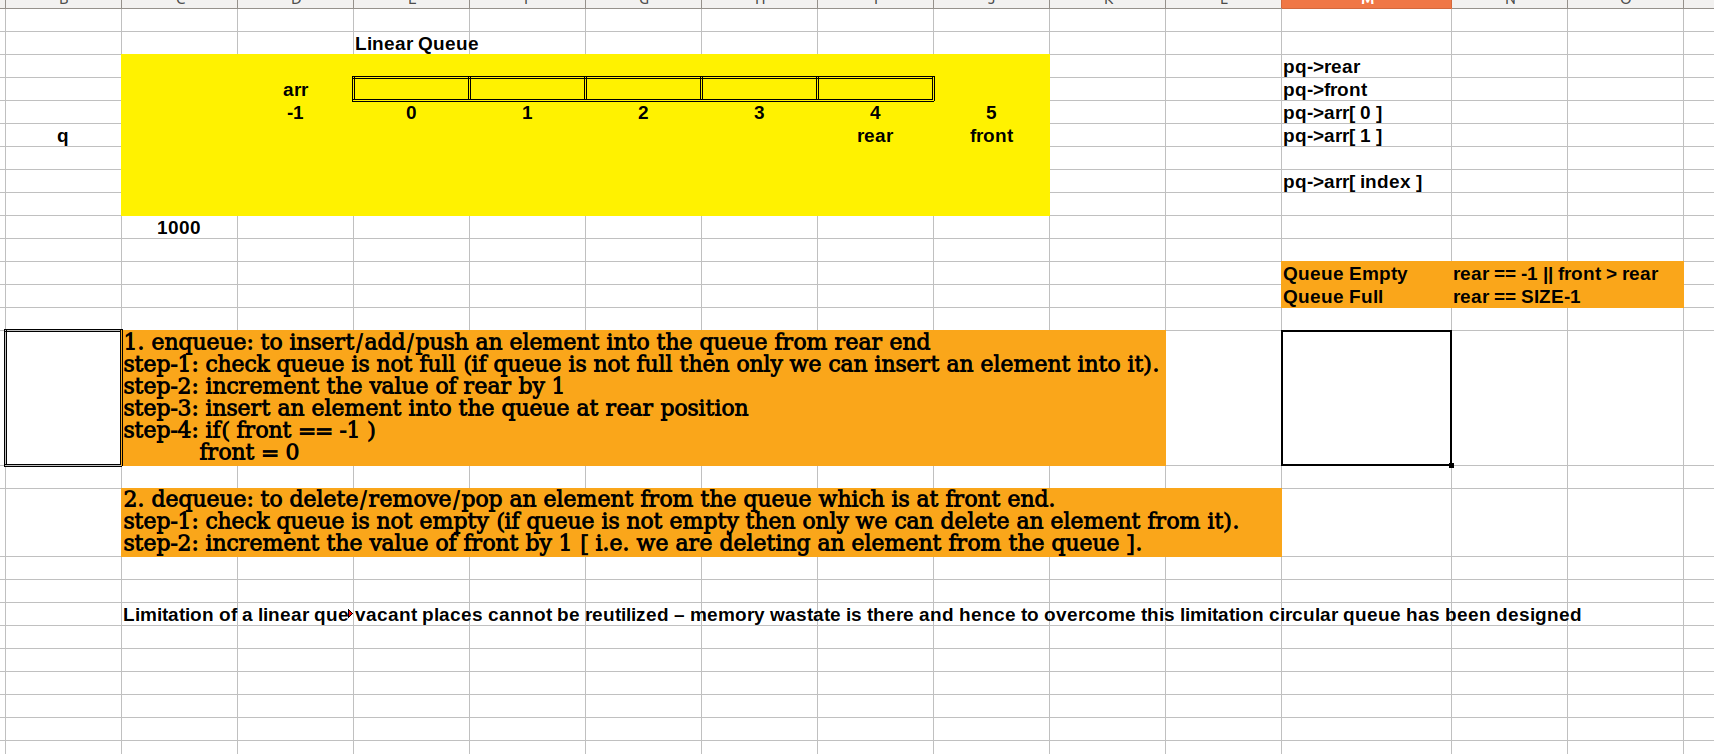 Linear Queue
arr
-1 0 1 2 3 4 5
q rear front
1000
pq->rear
pq->front
pq->arr[ 0 ]
pq->arr[ 1 ]
pq->arr[ index ]
Queue Empty rear == -1 || front > rear
Queue Full rear == SIZE-1
1. enqueue: to insert/add/push an element into the queue from rear end
step-1: check queue is not full (if queue is not full then only we can insert an element into it).
step-2: increment the value of rear by 1
step-3: insert an element into the queue at rear position
step-4: if( front == -1 )
front = 0
2. dequeue: to delete/remove/pop an element from the queue which is at front end.
step-1: check queue is not empty (if queue is not empty then only we can delete an element from it).
step-2: increment the value of front by 1 [ i.e. we are deleting an element from the queue ].
Limitation of a linear que vacant places cannot be reutilized – memory wastate is there and hence to overcome this limitation circular queue has been designed